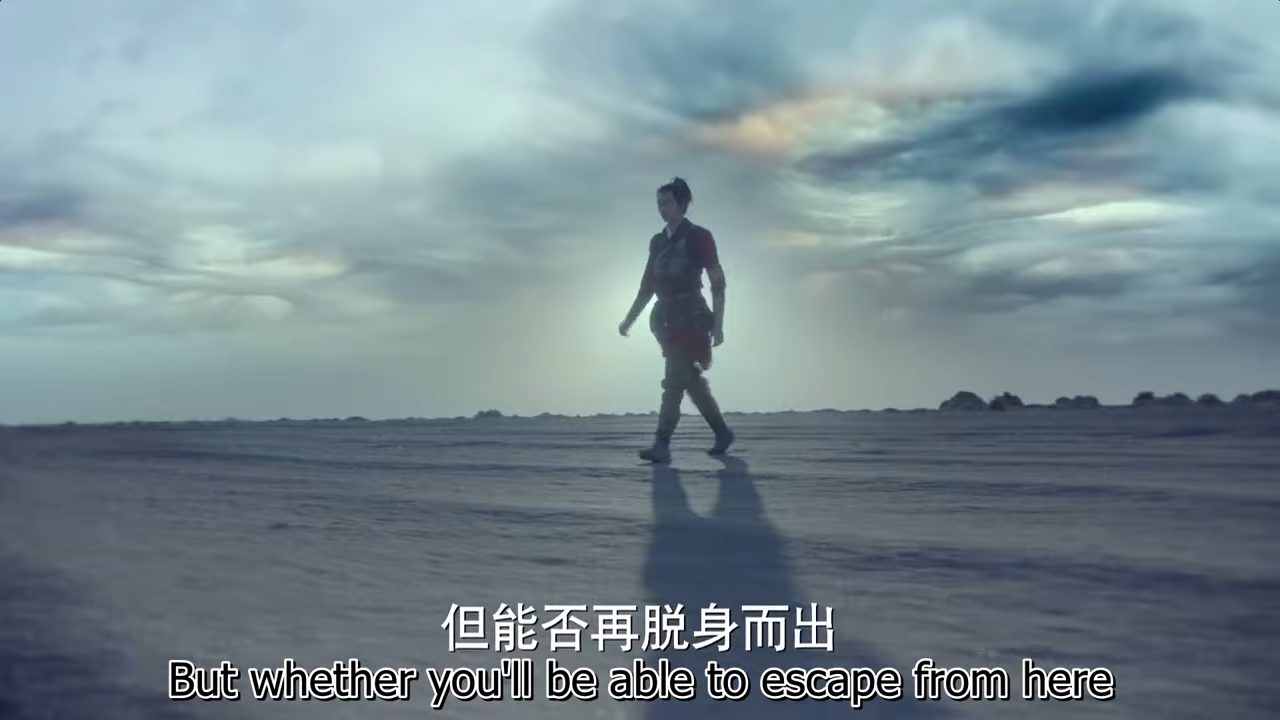 但能否再脱身而出
But whether you'll be able to escape from here